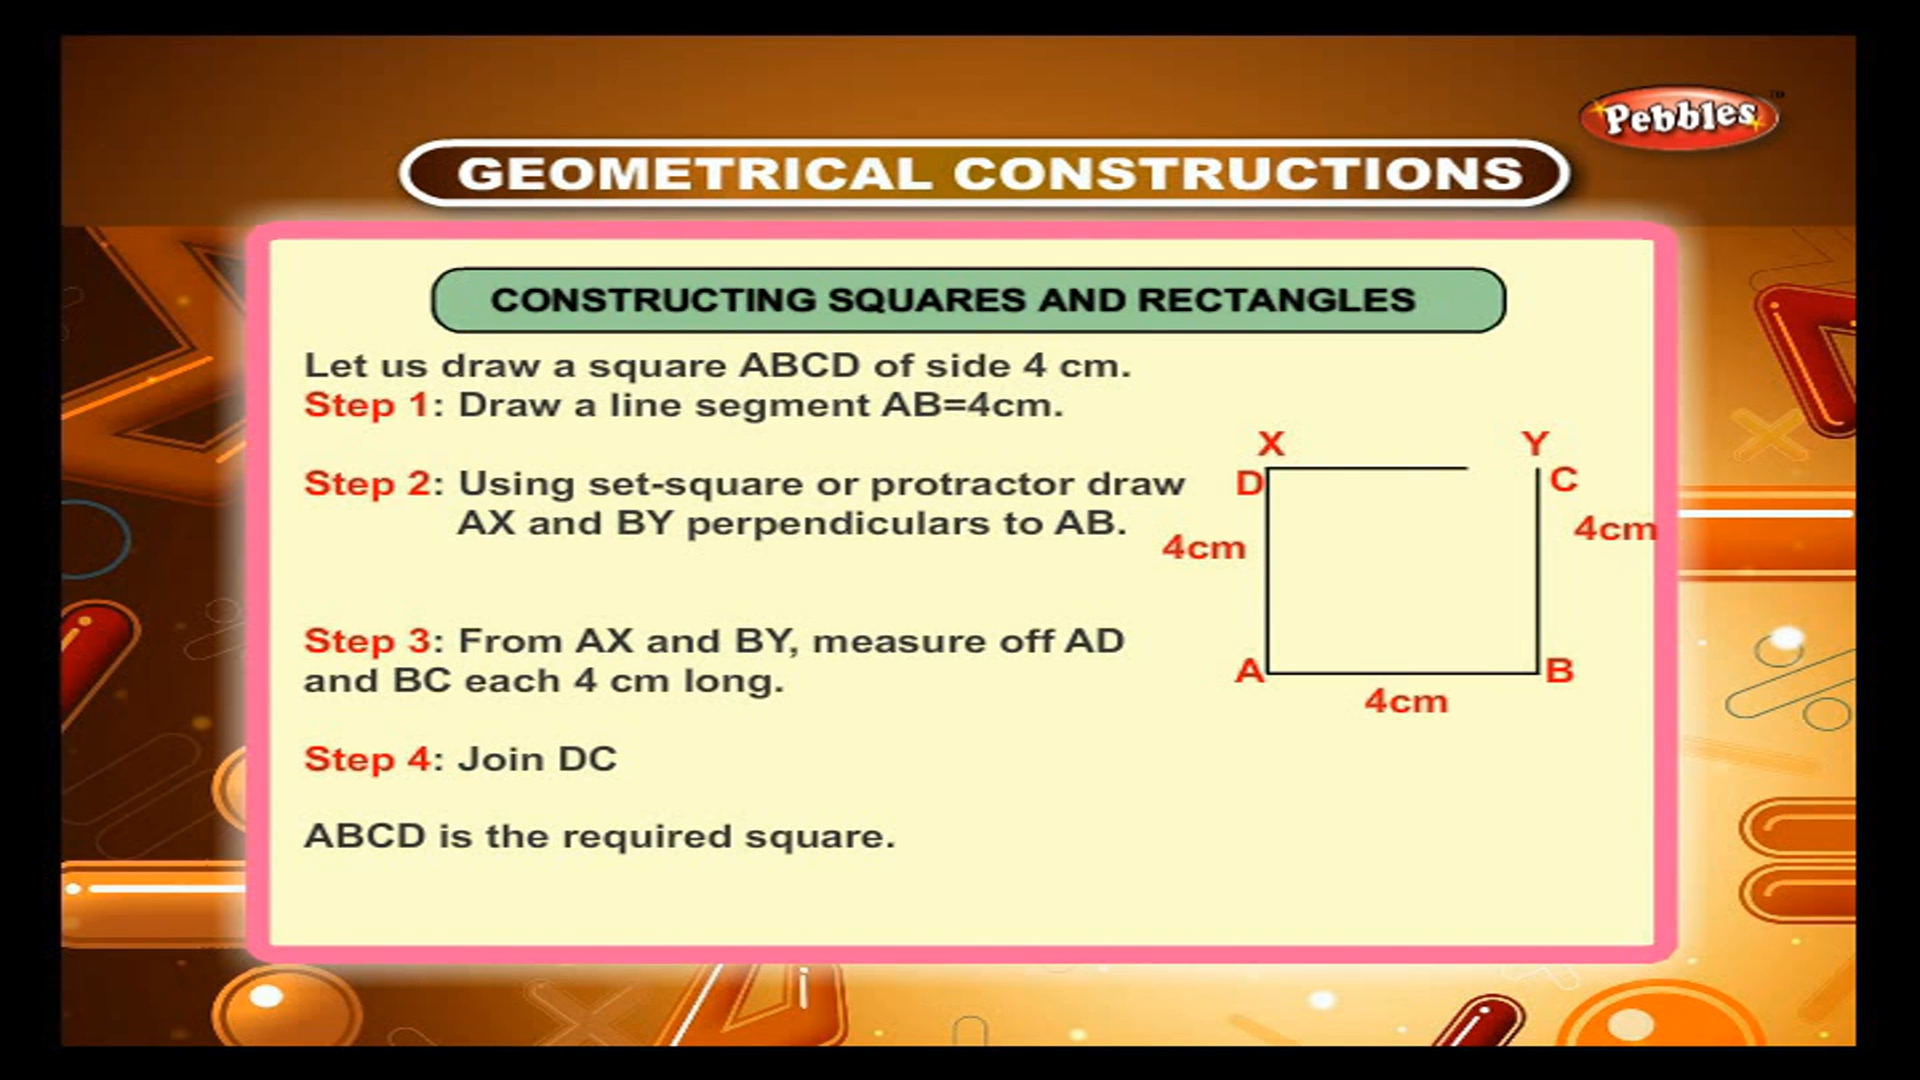 Pebbles
TM
GEOMETRICAL CONSTRUCTIONS
CONSTRUCTING SQUARES AND RECTANGLES
Let us draw a square ABCD of side 4 cm.
Step 1: Draw a line segment AB=4cm.
Step 2: Using set-square or protractor draw
AX and BY perpendiculars to AB.
Step 3: From AX and BY, measure off AD
and BC each 4 cm long.
Step 4: Join DC
ABCD is the required square.
X Y
D C
4cm 4cm
A B
4cm